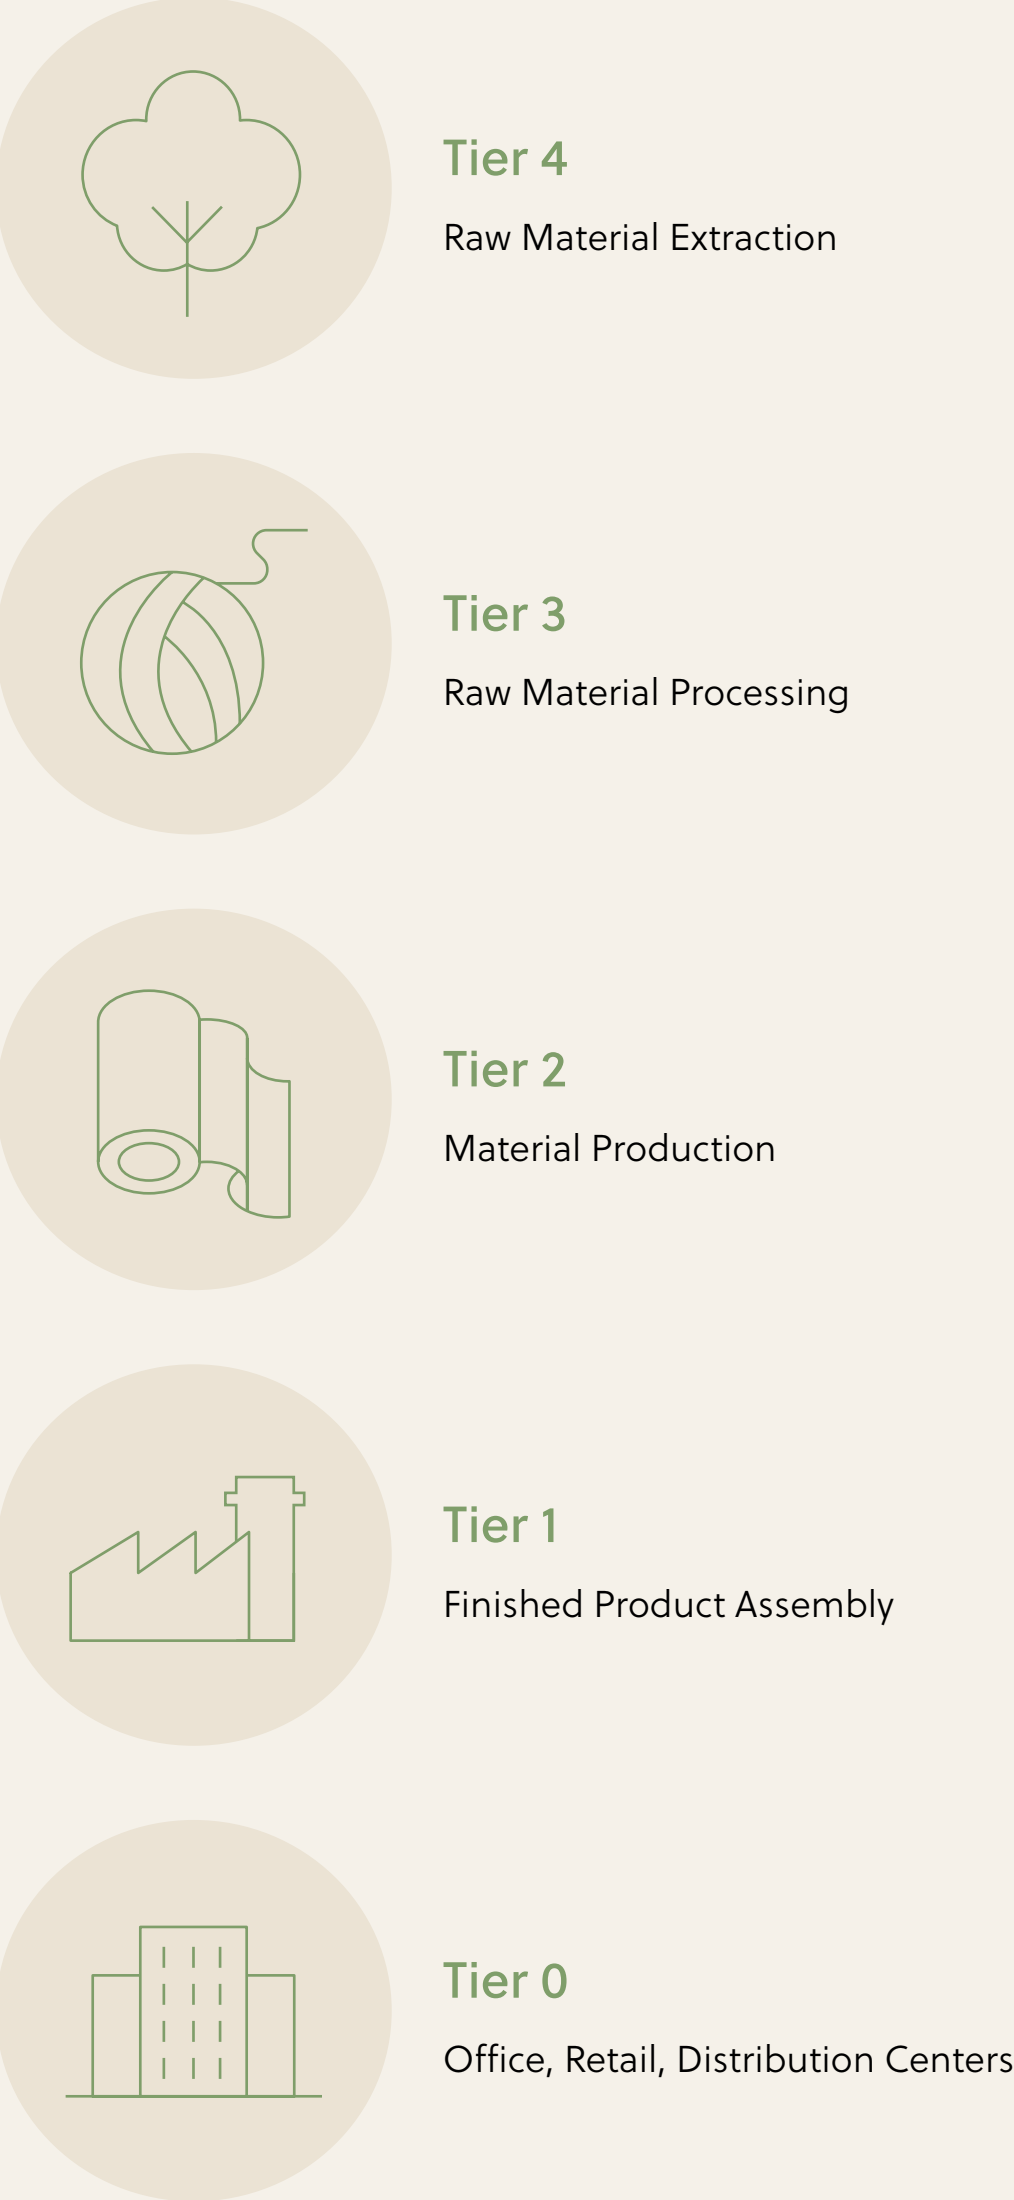 Tier 4
Raw Material Extraction
Tier 3
Raw Material Processing
Tier 2
Material Production
Tier 1
Finished Product Assembly
Tier 0
Office, Retail, Distribution Centers